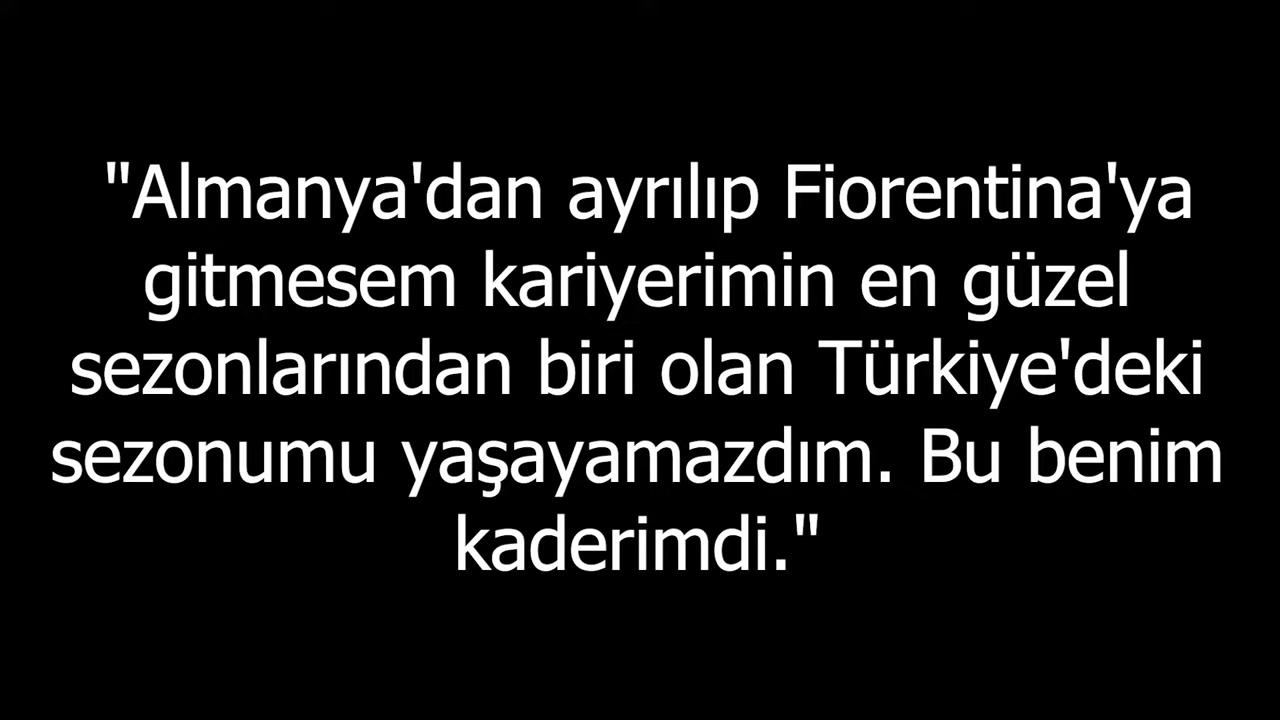 "Almanya'dan ayrılıp Fiorentina'ya
gitmesem kariyerimin en güzel
sezonlarından biri olan Türkiye'deki
sezonumu yaşayamazdım. Bu benim
kaderimdi."